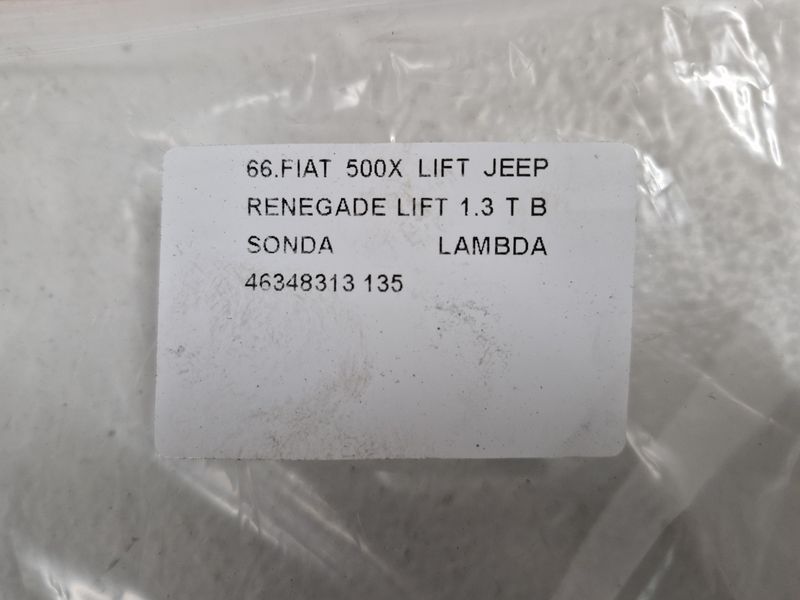 66.FIAT 500X LIFT JEEP
RENEGADE LIFT 1.3 T B
SONDA LAMBDA
46348313 135